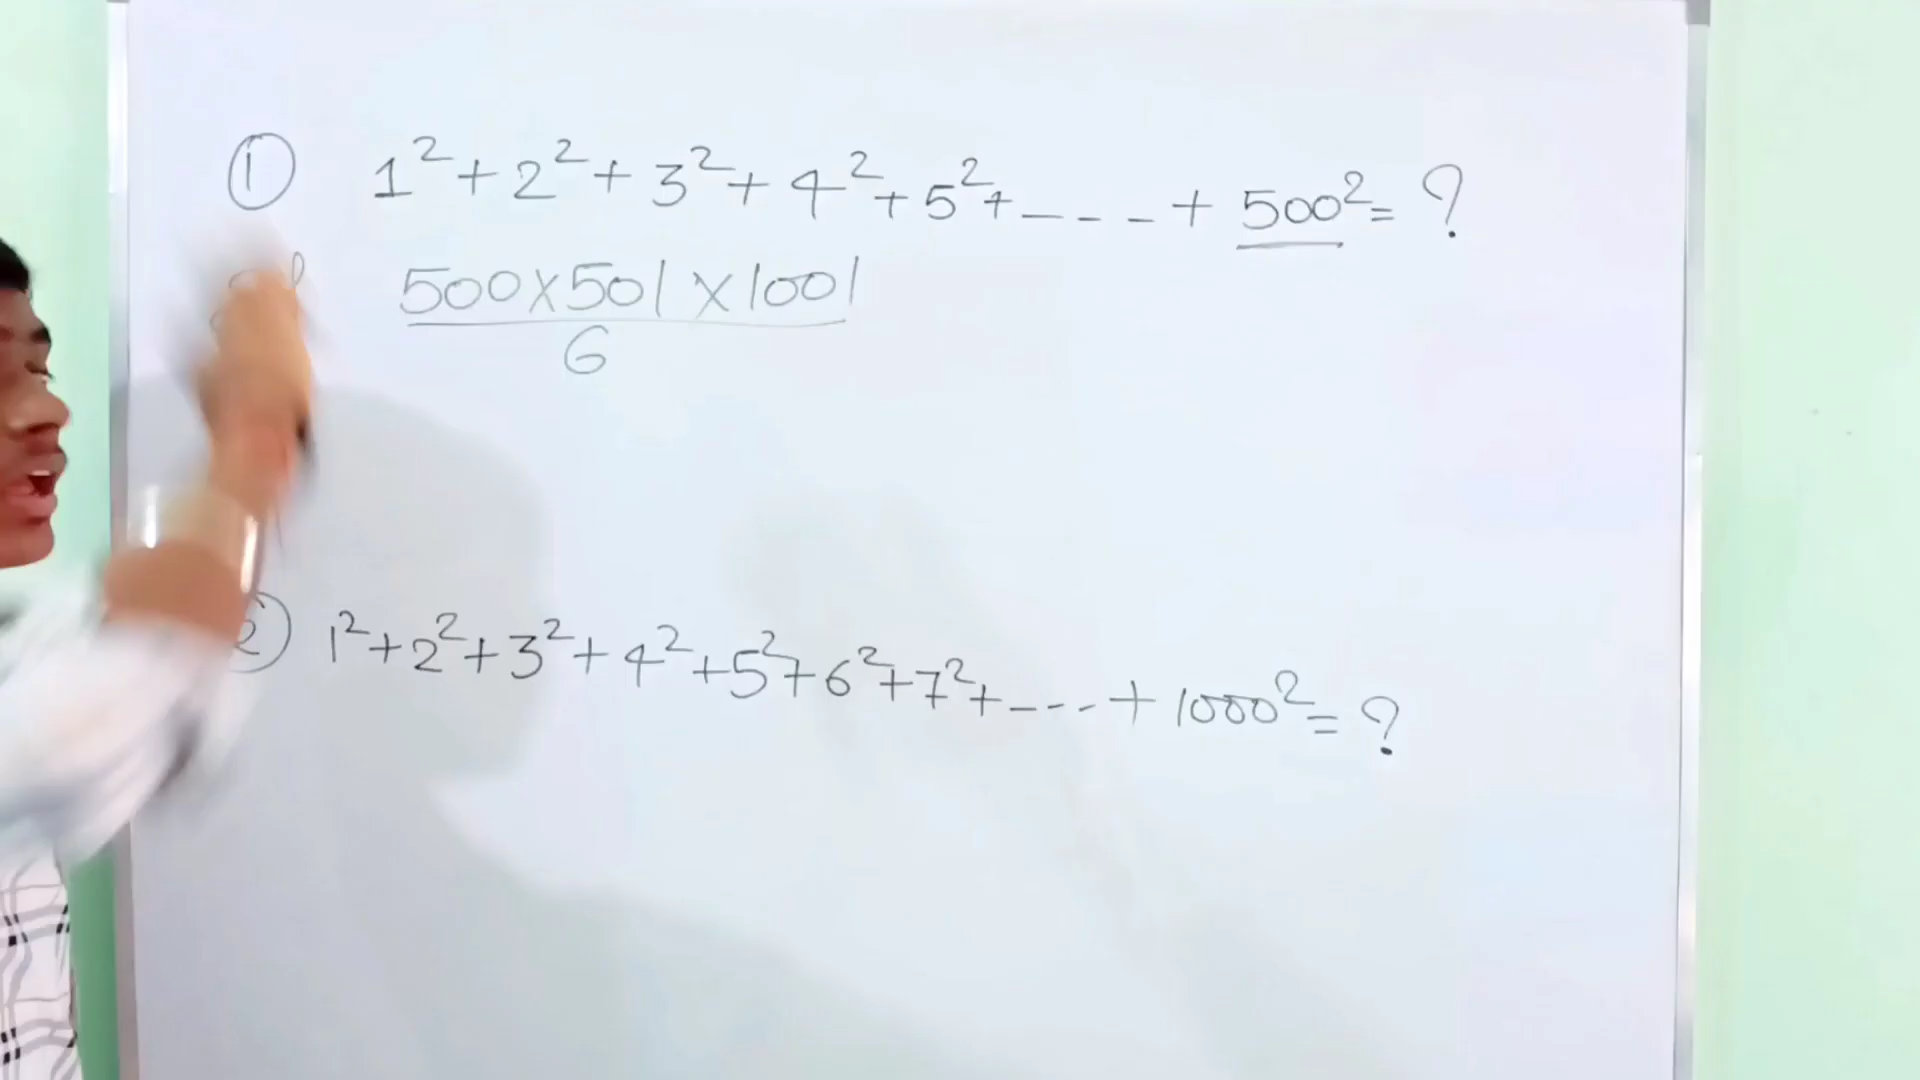 ① 1²+2²+3²+4²+5²+---+500²=?
500×501×1001
6
② 1²+2²+3²+4²+5²+6²+7²+---+1000²=?